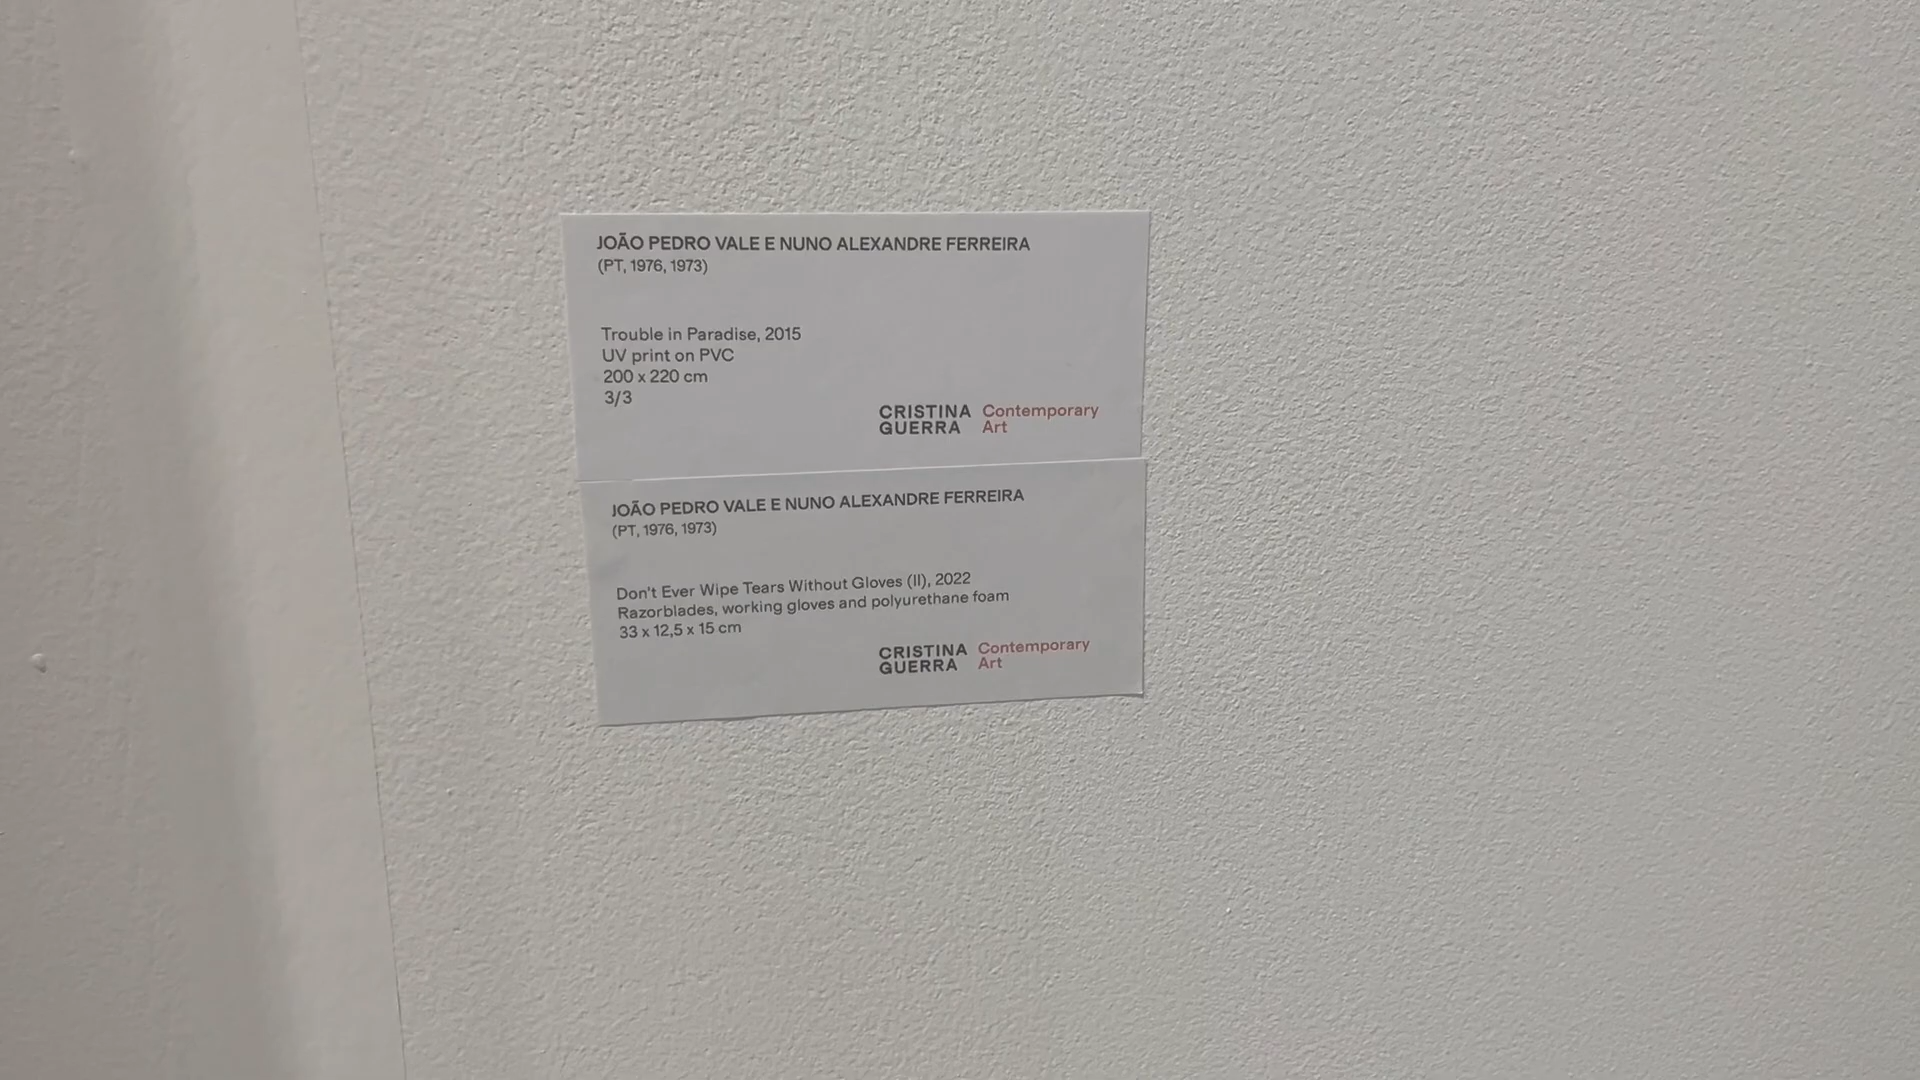 JOÃO PEDRO VALE E NUNO ALEXANDRE FERREIRA
(PT, 1976, 1973)
Trouble in Paradise, 2015
UV print on PVC
200 x 220 cm
3/3
CRISTINA Contemporary
GUERRA Art
JOÃO PEDRO VALE E NUNO ALEXANDRE FERREIRA
(PT, 1976, 1973)
Don't Ever Wipe Tears Without Gloves (II), 2022
Razorblades, working gloves and polyurethane foam
33 x 12,5 x 15 cm
CRISTINA Contemporary
GUERRA Art